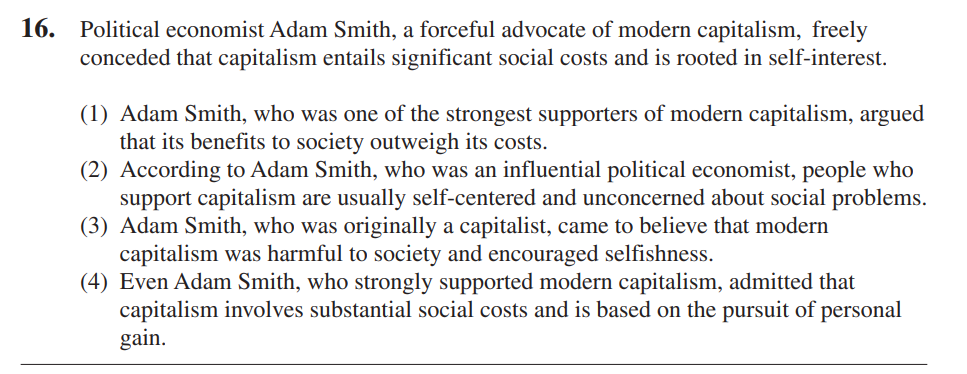 16. Political economist Adam Smith, a forceful advocate of modern capitalism, freely
conceded that capitalism entails significant social costs and is rooted in self-interest.
(1) Adam Smith, who was one of the strongest supporters of modern capitalism, argued
that its benefits to society outweigh its costs.
(2) According to Adam Smith, who was an influential political economist, people who
support capitalism are usually self-centered and unconcerned about social problems.
(3) Adam Smith, who was originally a capitalist, came to believe that modern
capitalism was harmful to society and encouraged selfishness.
(4) Even Adam Smith, who strongly supported modern capitalism, admitted that
capitalism involves substantial social costs and is based on the pursuit of personal
gain.